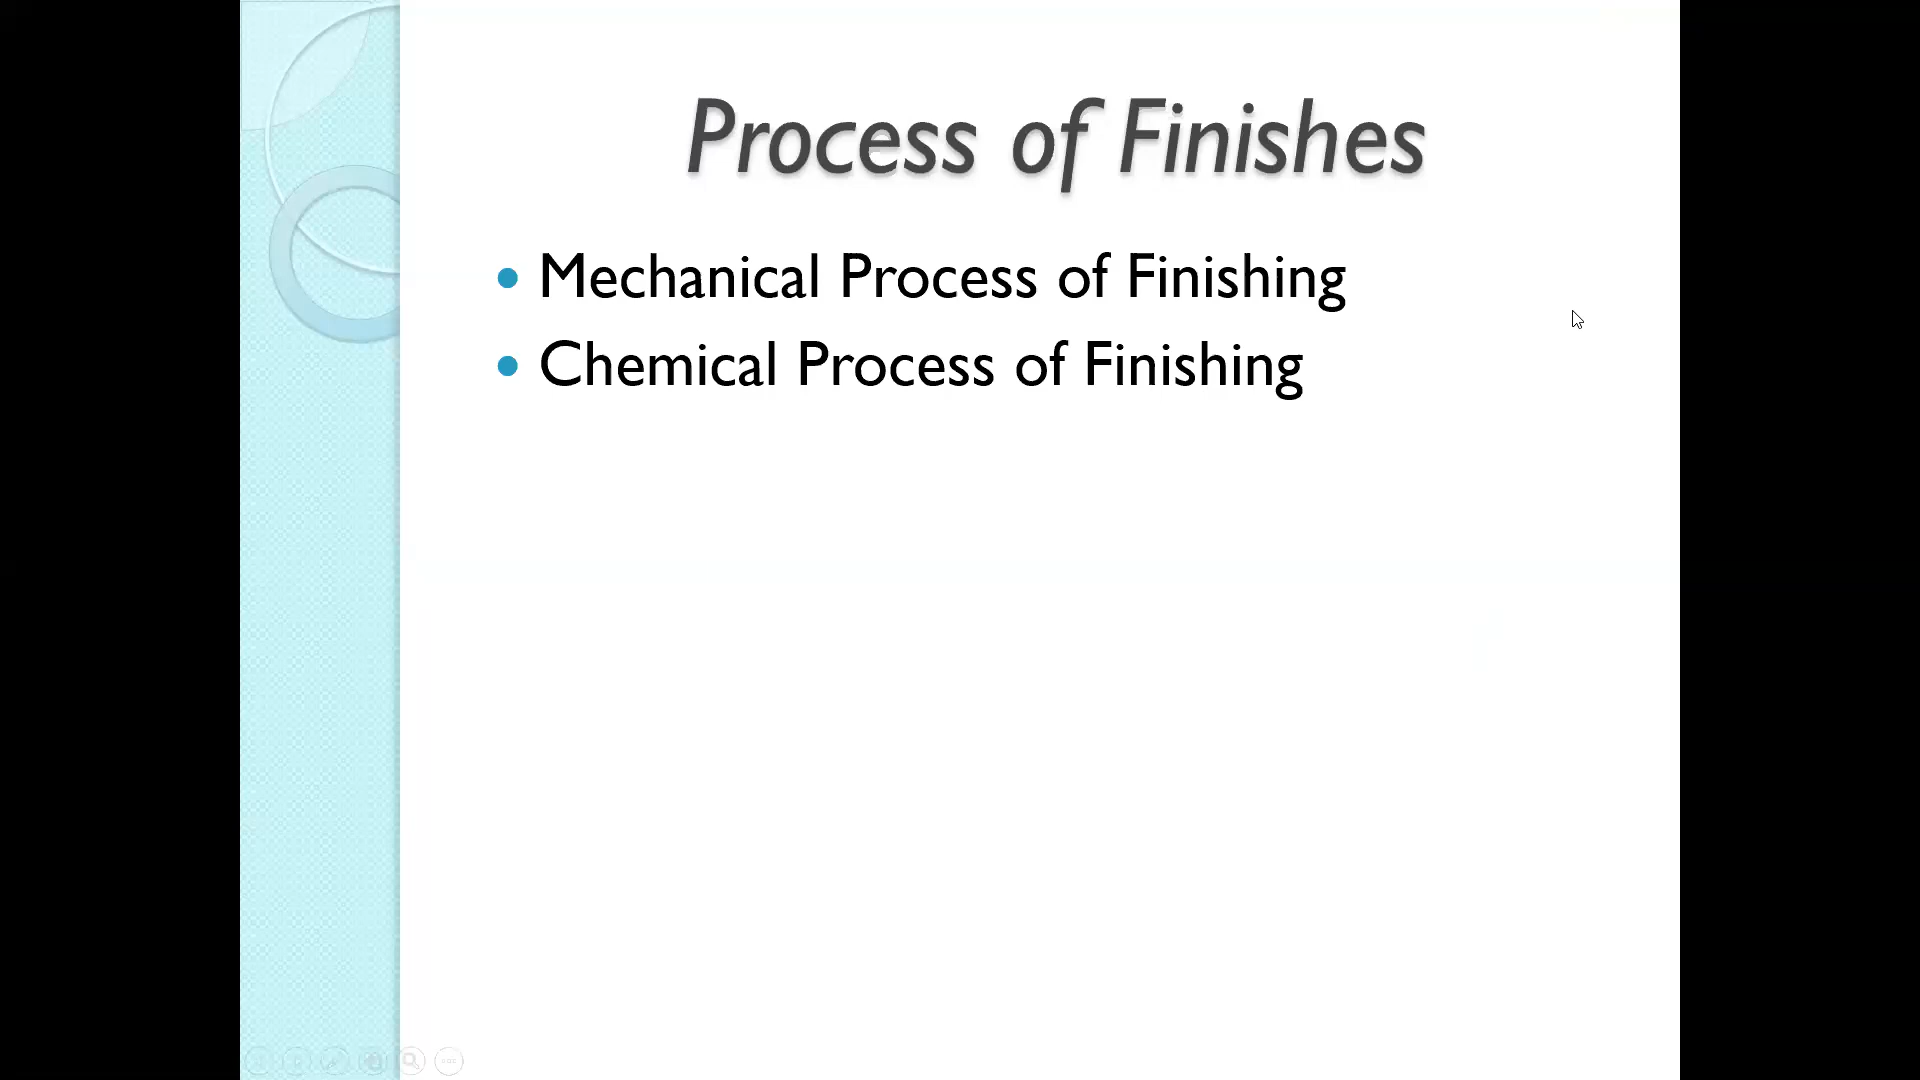 Process of Finishes
Mechanical Process of Finishing
Chemical Process of Finishing